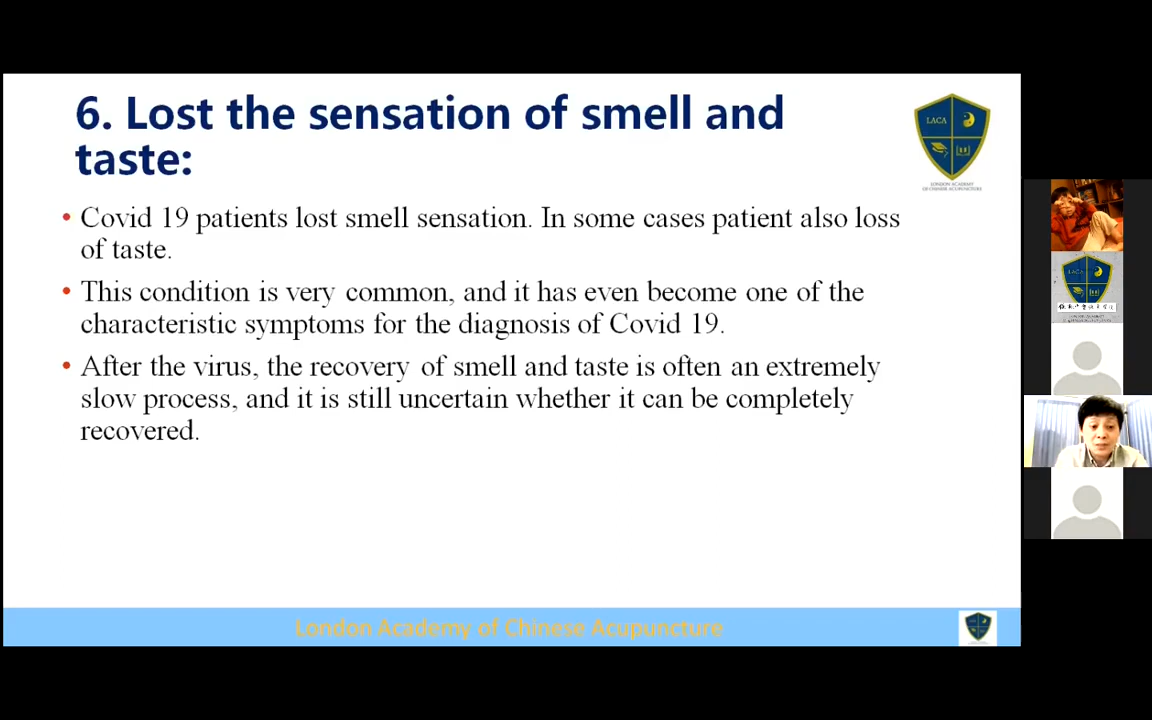 6. Lost the sensation of smell and
taste:
LACA
LONDON ACADEMY
OF CHINESE ACUPUNCTURE
• Covid 19 patients lost smell sensation. In some cases patient also loss
of taste.
• This condition is very common, and it has even become one of the
characteristic symptoms for the diagnosis of Covid 19.
• After the virus, the recovery of smell and taste is often an extremely
slow process, and it is still uncertain whether it can be completely
recovered.
London Academy of Chinese Acupuncture
LACA